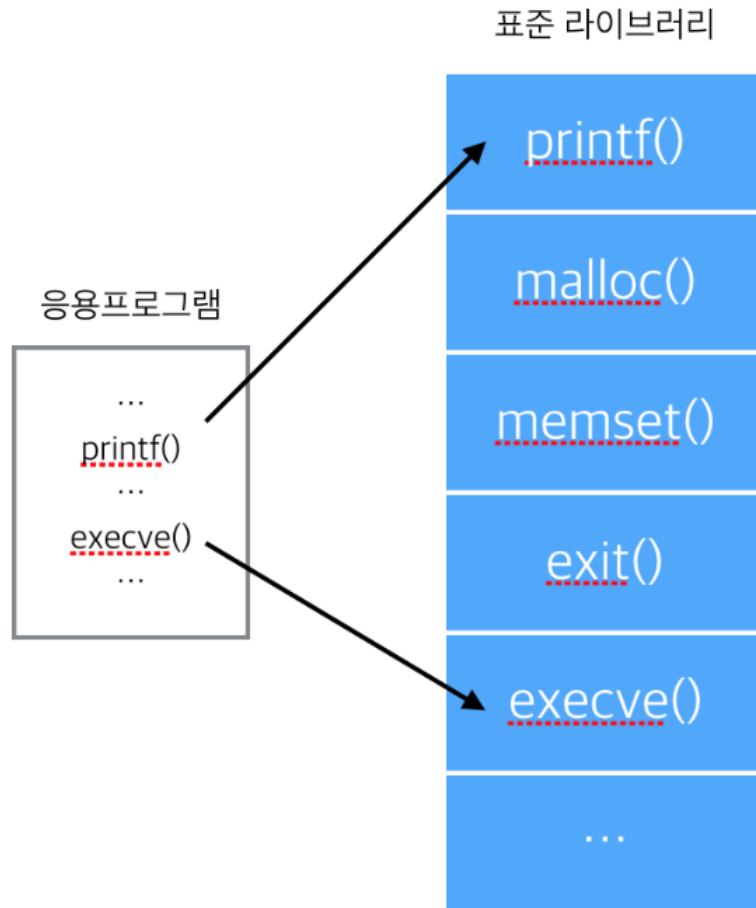 표준 라이브러리
printf()
malloc()
memset()
exit()
execve()
...
응용프로그램
...
printf()
...
execve()
...